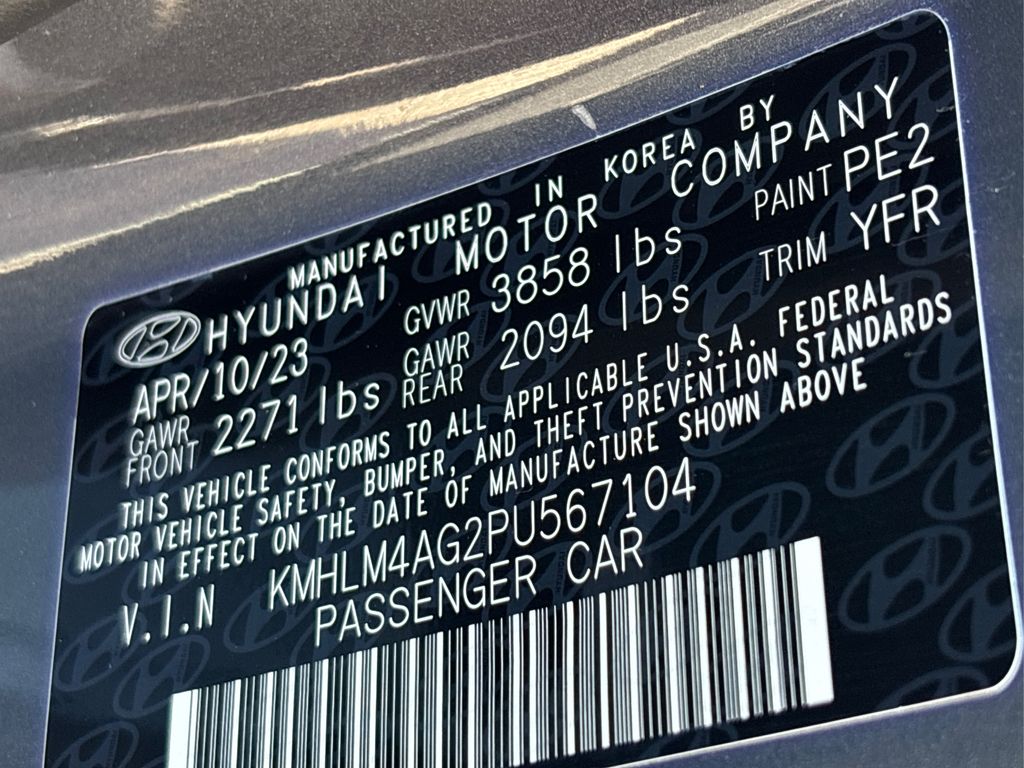 MANUFACTURED IN KOREA BY
HYUNDAI MOTOR COMPANY
APR/10/23 GVWR 3858 lbs PAINT PE2
GAWR FRONT 2271 lbs GAWR REAR 2094 lbs TRIM YFR
THIS VEHICLE CONFORMS TO ALL APPLICABLE U.S.A. FEDERAL
MOTOR VEHICLE SAFETY, BUMPER, AND THEFT PREVENTION STANDARDS
IN EFFECT ON THE DATE OF MANUFACTURE SHOWN ABOVE
V.I.N KMHLM4AG2PU567104
PASSENGER CAR